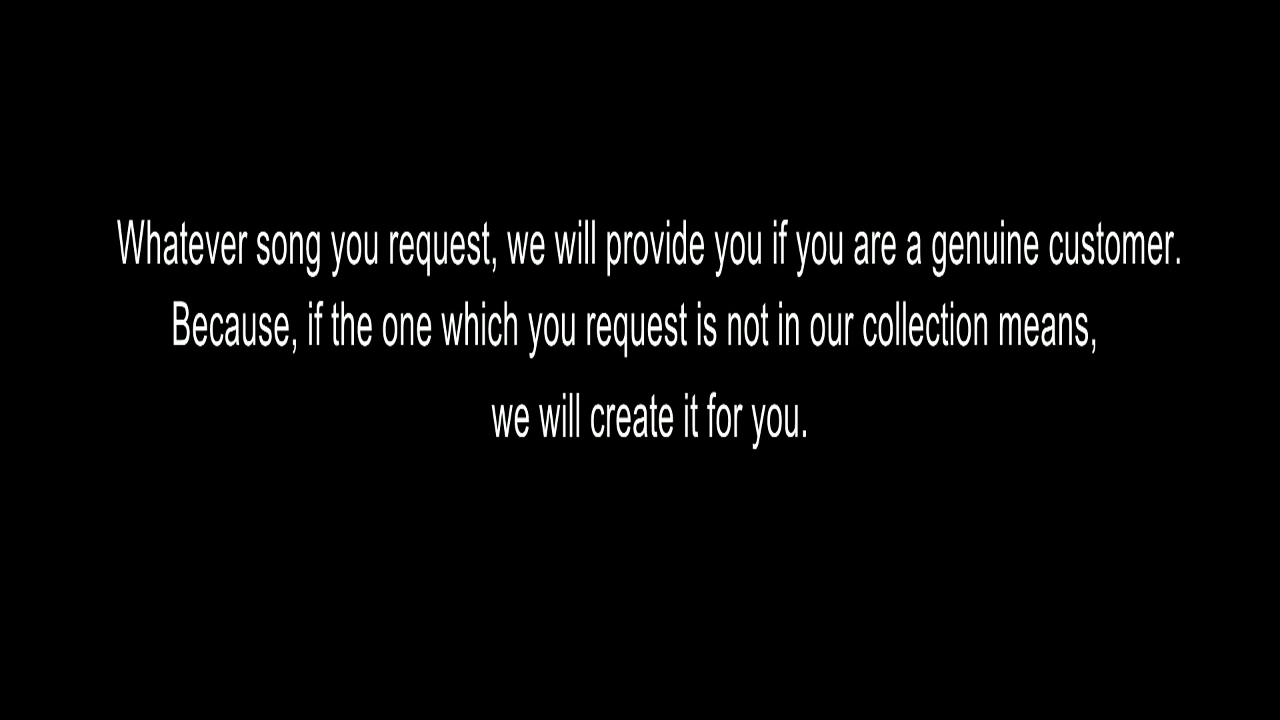 Whatever song you request, we will provide you if you are a genuine customer.
Because, if the one which you request is not in our collection means,
we will create it for you.